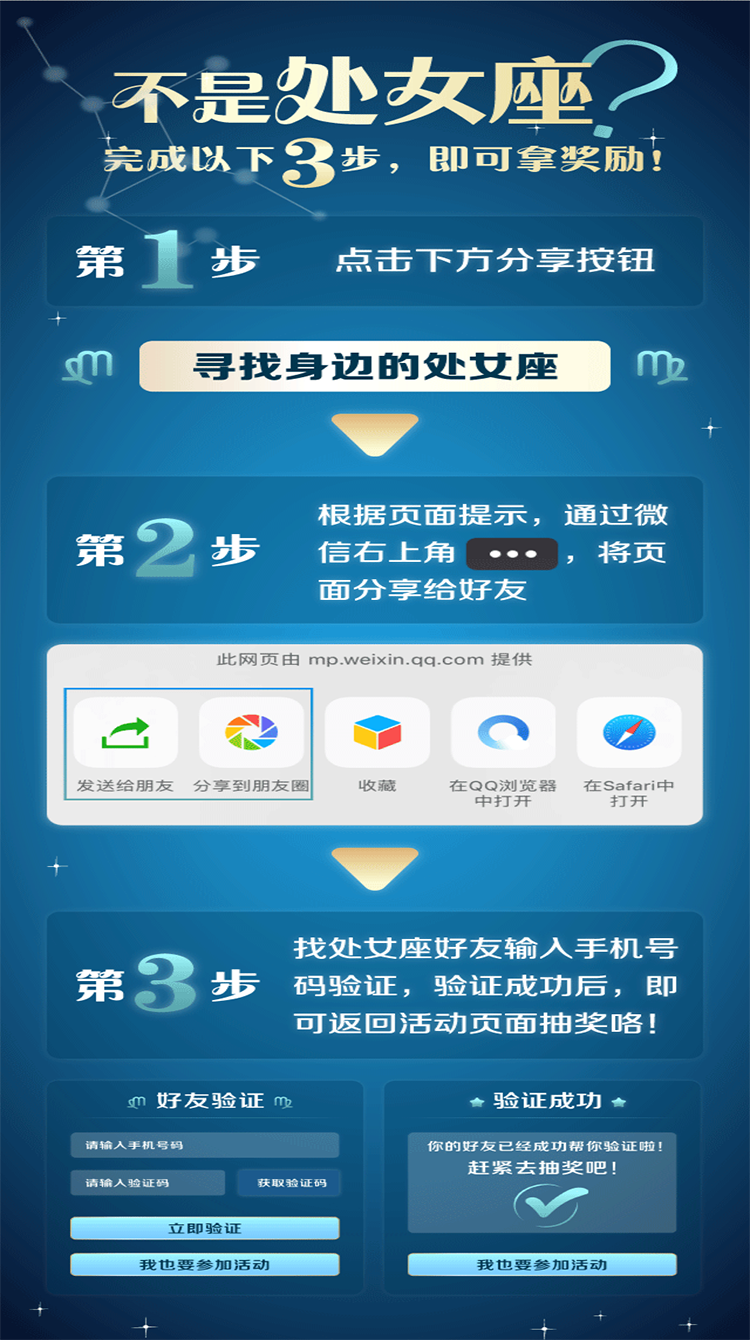 不是处女座?
完成以下3步，即可拿奖励！
第1步
点击下方分享按钮
寻找身边的处女座
第2步
根据页面提示，通过微
信右上角 ••• ，将页
面分享给好友
此网页由 mp.weixin.qq.com 提供
发送给朋友 分享到朋友圈 收藏 在QQ浏览器 在Safari中
中打开 打开
第3步
找处女座好友输入手机号
码验证，验证成功后，即
可返回活动页面抽奖咯！
好友验证
请输入手机号码
请输入验证码 获取验证码
立即验证
我也要参加活动
验证成功
你的好友已经成功帮你验证啦！
赶紧去抽奖吧！
我也要参加活动